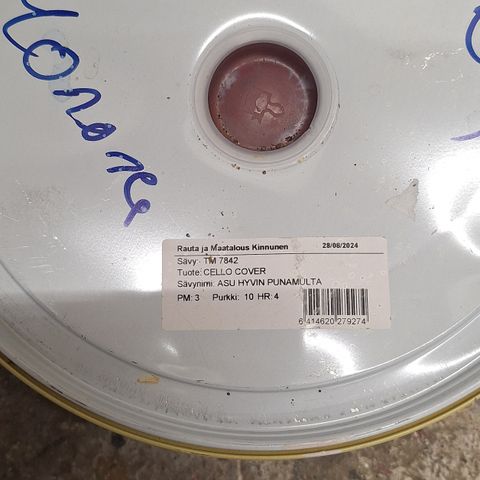 Rauta ja Maatalous Kinnunen 28/08/2024
Sävy: TM 7842
Tuote: CELLO COVER
Sävynimi: ASU HYVIN PUNAMULTA
PM: 3 Purkki: 10 HR: 4
6 414620 279274